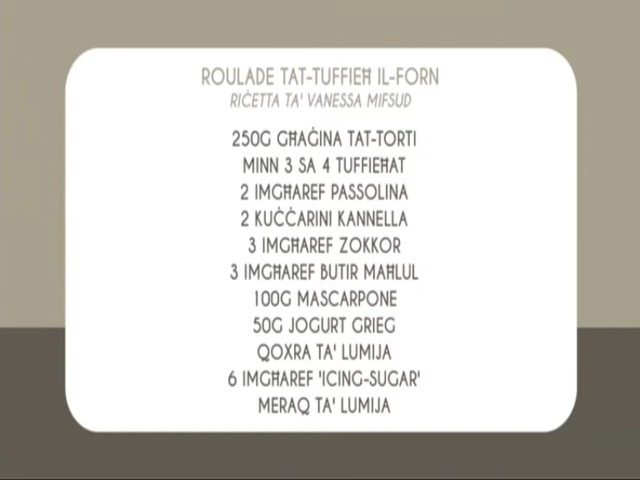 ROULADE TAT-TUFFIEĦ IL-FORN
RIĊETTA TA' VANESSA MIFSUD
250G GĦAĠINA TAT-TORTI
MINN 3 SA 4 TUFFIEĦAT
2 IMGĦAREF PASSOLINA
2 KUĊĊARINI KANNELLA
3 IMGĦAREF ZOKKOR
3 IMGĦAREF BUTIR MAĦLUL
100G MASCARPONE
50G JOGURT GRIEG
QOXRA TA' LUMIJA
6 IMGĦAREF 'ICING-SUGAR'
MERAQ TA' LUMIJA